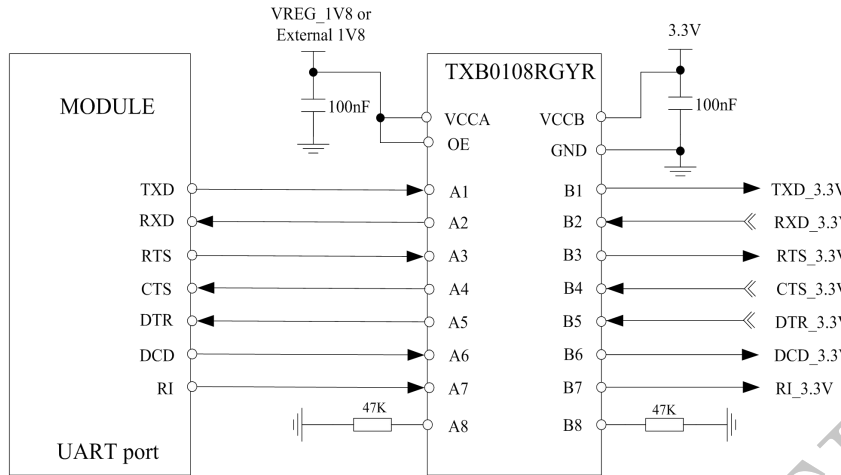 VREG_1V8 or
External 1V8
3.3V
TXB0108RGYR
MODULE
100nF
100nF
VCCA
VCCB
OE
GND
TXD
A1
B1
TXD_3.3V
RXD
A2
B2
RXD_3.3V
RTS
A3
B3
RTS_3.3V
CTS
A4
B4
CTS_3.3V
DTR
A5
B5
DTR_3.3V
DCD
A6
B6
DCD_3.3V
RI
A7
B7
RI_3.3V
47K
47K
A8
B8
UART port